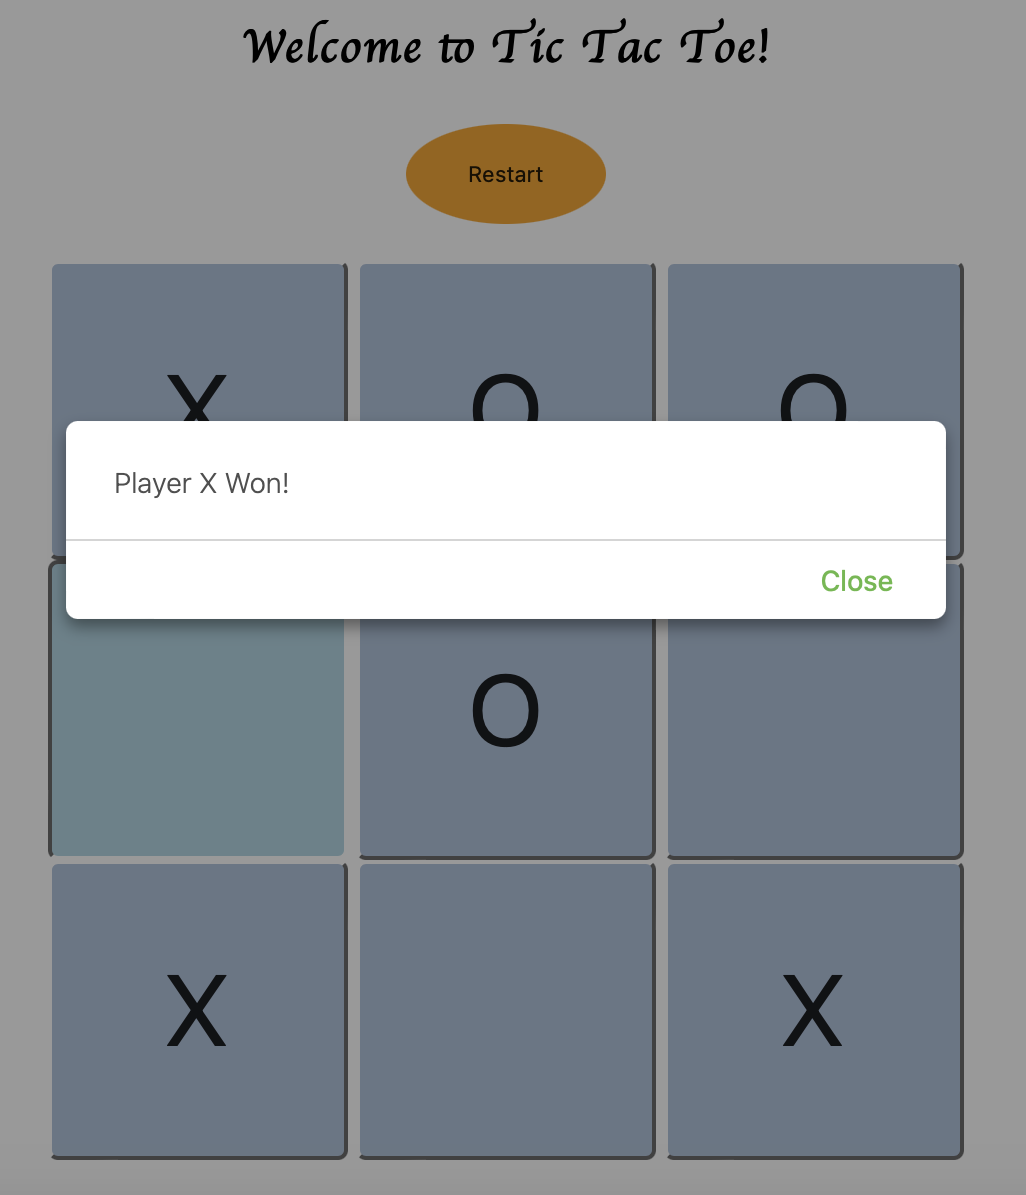 Welcome to Tic Tac Toe!
Restart
X O O
Player X Won!
Close
O
X X